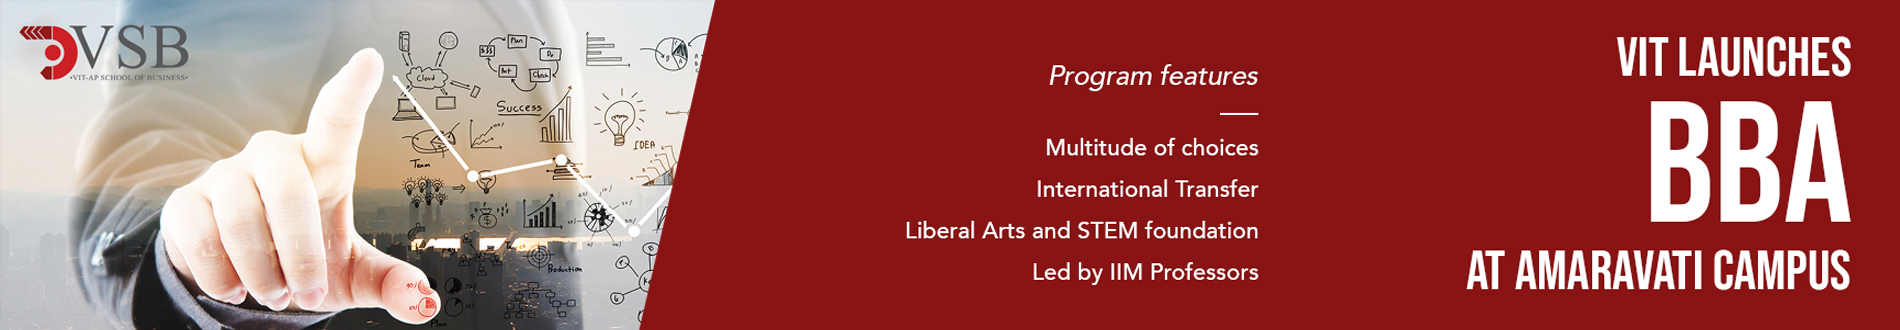 VSB
•VIT-AP SCHOOL OF BUSINESS•
Cloud
$$$
Plan
Do
Act
Check
Success
IDEA
Team
Production
Plan
Program features
Multitude of choices
International Transfer
Liberal Arts and STEM foundation
Led by IIM Professors
VIT LAUNCHES
BBA
AT AMARAVATI CAMPUS